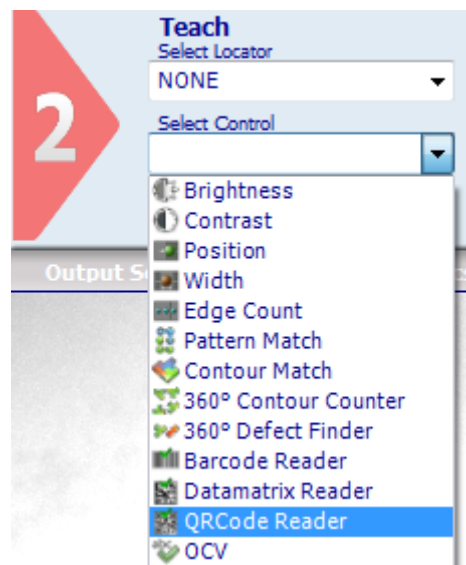 Teach
Select Locator
NONE
2
Select Control
Brightness
Contrast
Position
Width
Output
Edge Count
Pattern Match
Contour Match
360° Contour Counter
360° Defect Finder
Barcode Reader
Datamatrix Reader
QRCode Reader
OCV